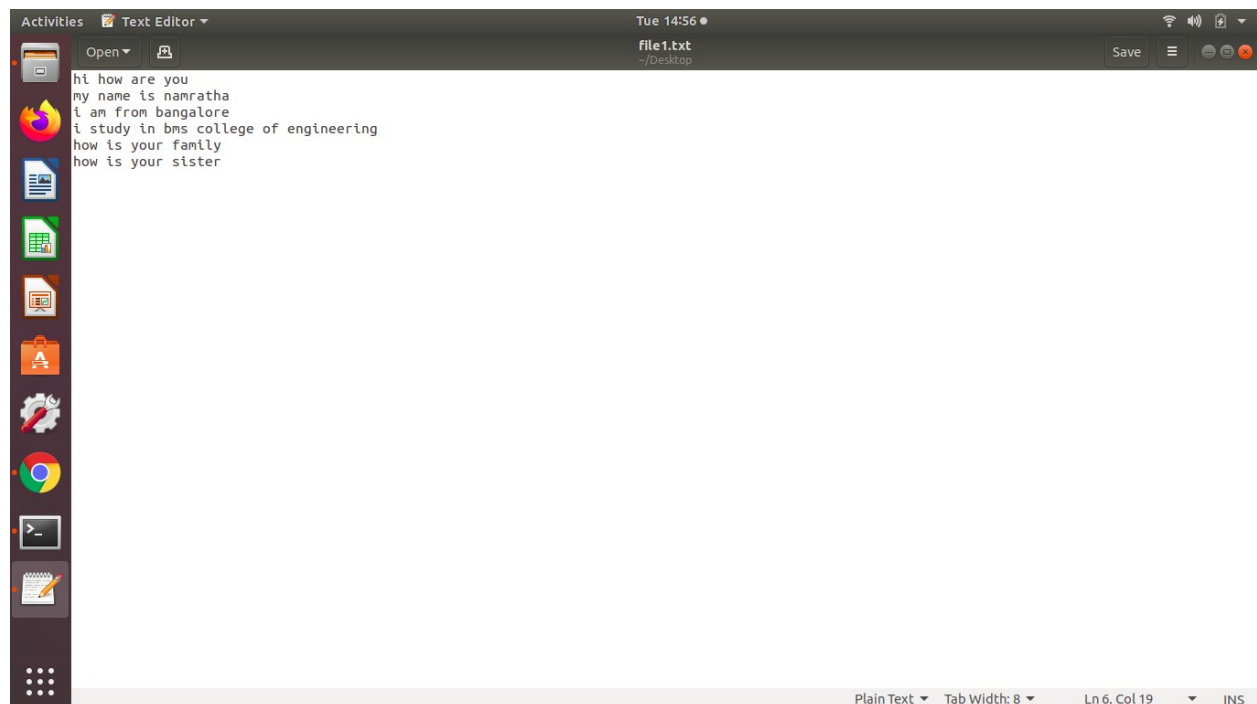 Activities Text Editor Tue 14:56
Open file1.txt Save
~/Desktop
hi how are you
my name is namratha
i am from bangalore
i study in bms college of engineering
how is your family
how is your sister
Plain Text Tab Width: 8 Ln 6, Col 19 INS